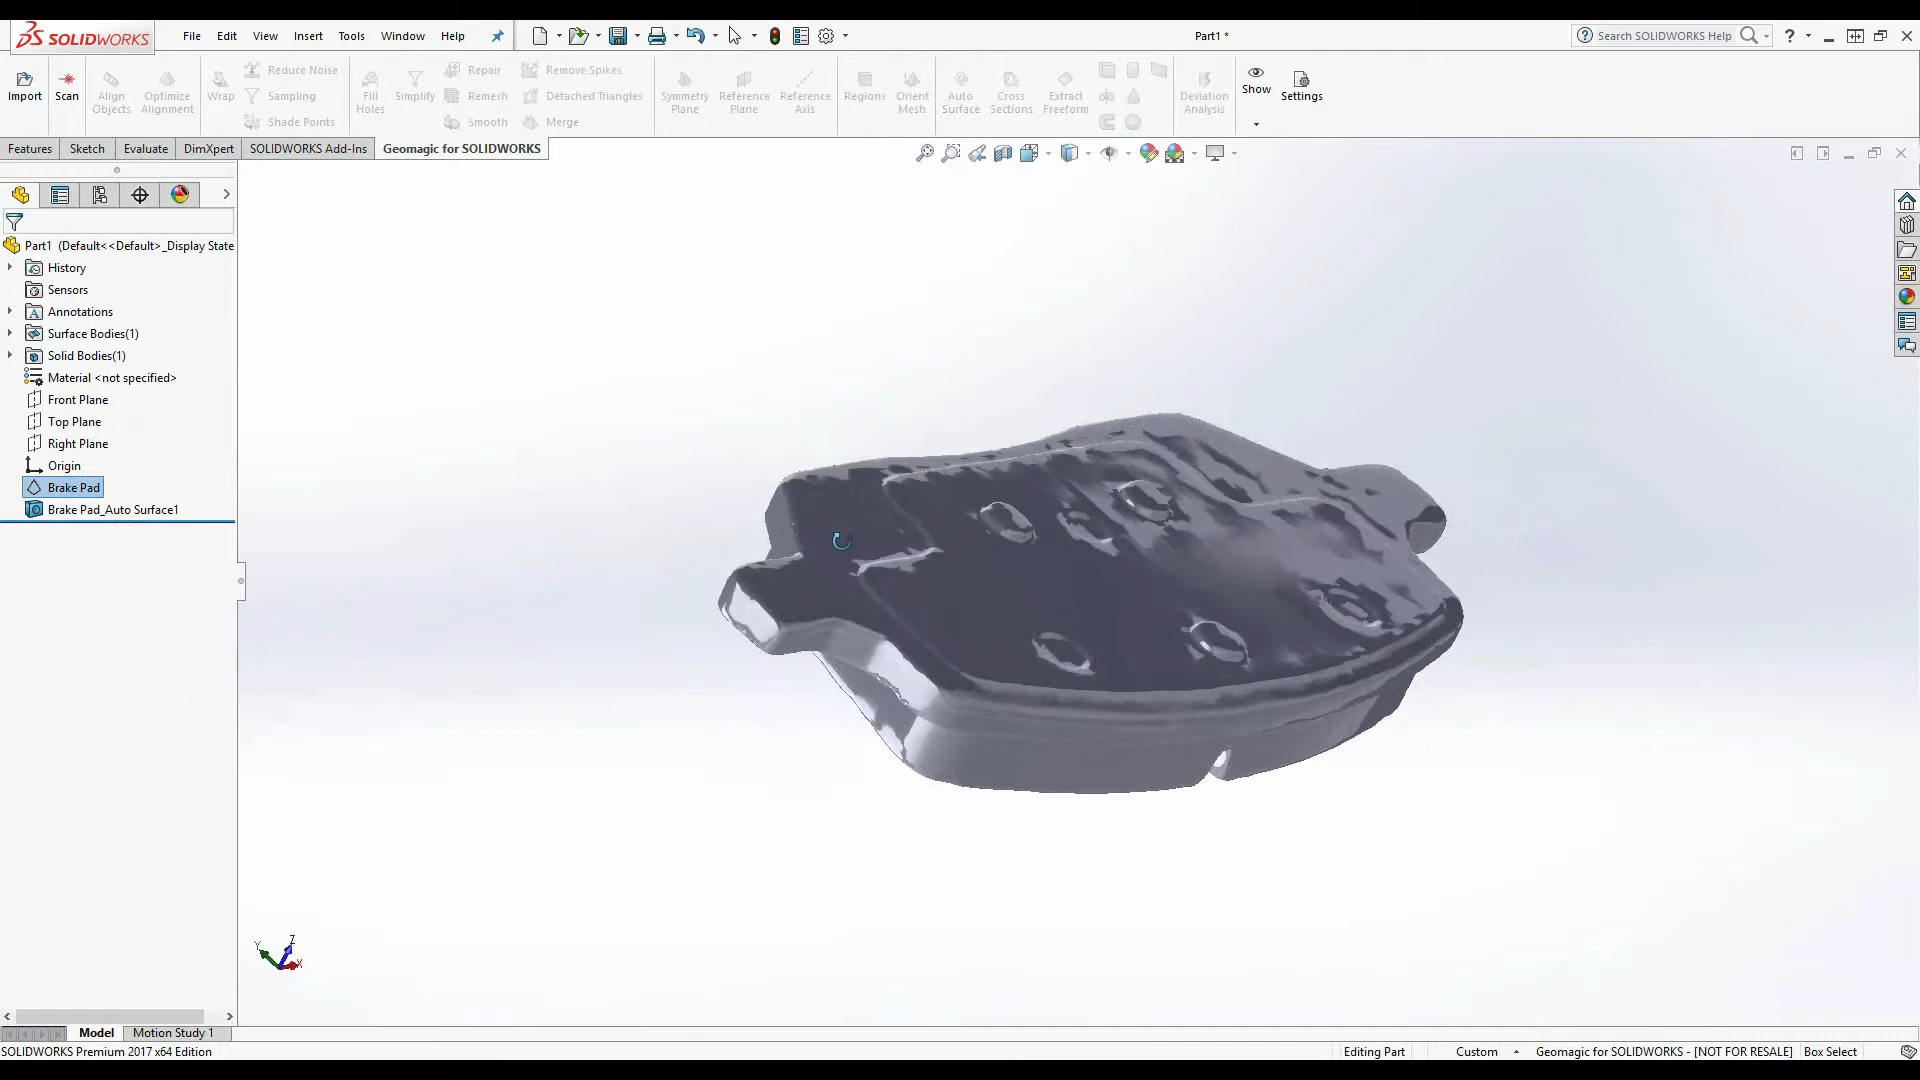 SOLIDWORKS File Edit View Insert Tools Window Help Part1 * Search SOLIDWORKS Help ?
Import Scan Align Objects Optimize Alignment Wrap Reduce Noise Sampling Shade Points Fill Holes Simplify Repair Remesh Smooth Remove Spikes Detached Triangles Merge Symmetry Plane Reference Plane Reference Axis Regions Orient Mesh Auto Surface Cross Sections Extract Freeform Deviation Analysis Show Settings
Features Sketch Evaluate DimXpert SOLIDWORKS Add-Ins Geomagic for SOLIDWORKS
Part1 (Default<<Default>_Display State
History
Sensors
Annotations
Surface Bodies(1)
Solid Bodies(1)
Material <not specified>
Front Plane
Top Plane
Right Plane
Origin
Brake Pad
Brake Pad_Auto Surface1
Y Z X
Model Motion Study 1
SOLIDWORKS Premium 2017 x64 Edition Editing Part Custom Geomagic for SOLIDWORKS - [NOT FOR RESALE] Box Select